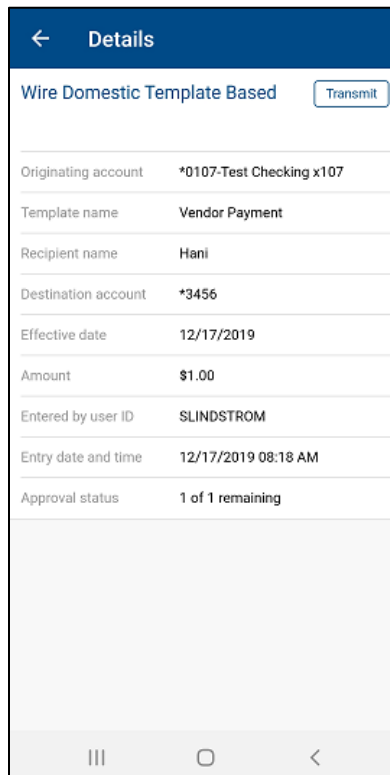 Details
Wire Domestic Template Based Transmit
Originating account *0107-Test Checking x107
Template name Vendor Payment
Recipient name Hani
Destination account *3456
Effective date 12/17/2019
Amount $1.00
Entered by user ID SLINDSTROM
Entry date and time 12/17/2019 08:18 AM
Approval status 1 of 1 remaining